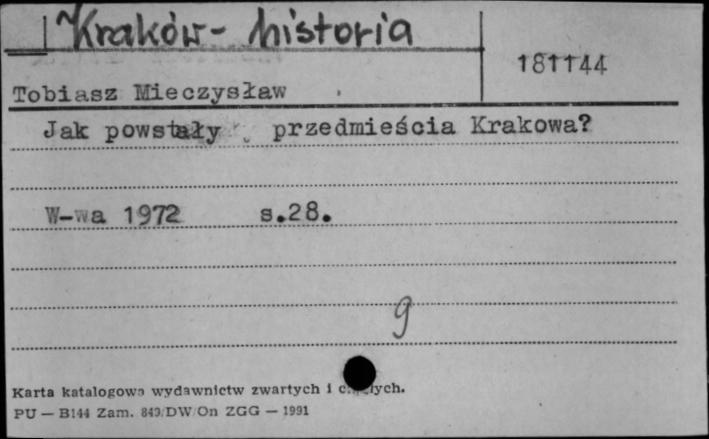 Kraków- historia
181144
Tobiasz Mieczysław
Jak powstały przedmieścia Krakowa?
W-wa 1972 s.28.
9
Karta katalogowa wydawnictw zwartych i
PU — B144 Zam. 849/DW/On ZGG — 1991